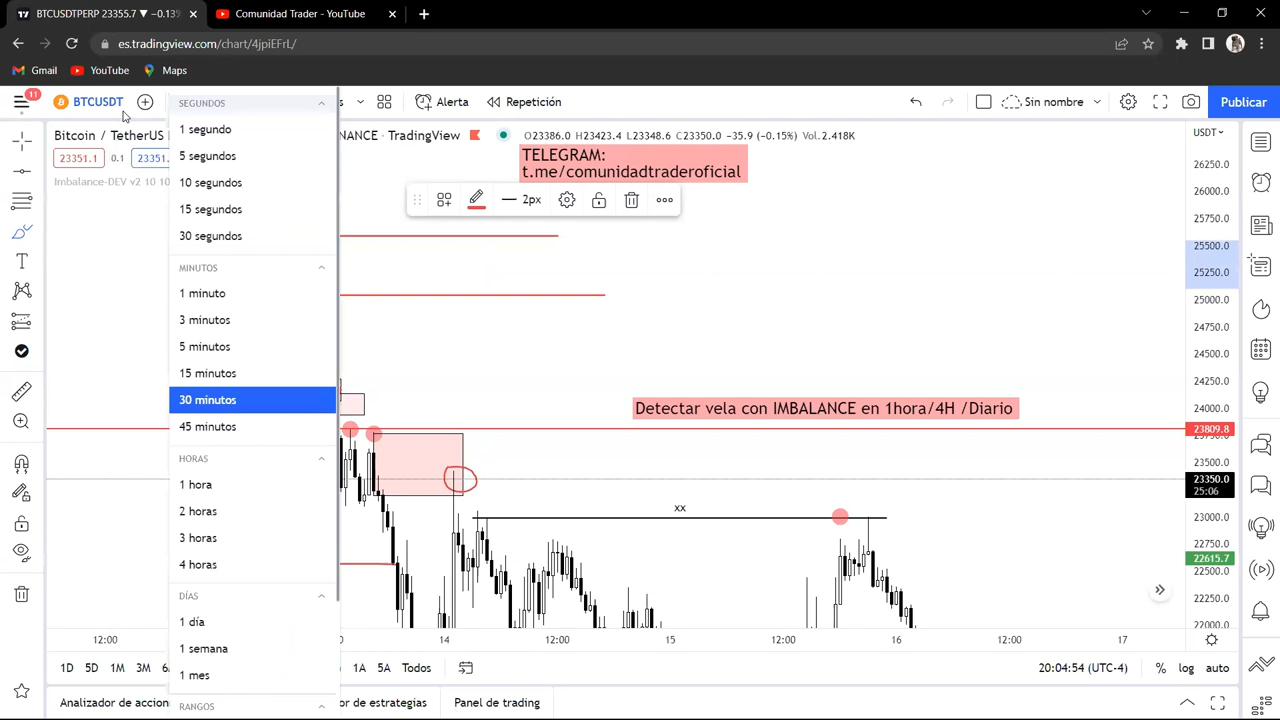 BTCUSDTPERP 23355.7 ▼ −0.13%
Comunidad Trader - YouTube
es.tradingview.com/chart/4jpiEFrL/
Gmail YouTube Maps
11
BTCUSDT
Alerta Repetición Sin nombre Publicar
Bitcoin / TetherUS
NANCE · TradingView
O23386.0 H23423.4 L23348.6 C23350.0 −35.9 (−0.15%) Vol.2.418K
23351.1 0.1 23351.
Imbalance-DEV v2 10 10
TELEGRAM:
t.me/comunidadtraderoficial
2px
SEGUNDOS
1 segundo
5 segundos
10 segundos
15 segundos
30 segundos
MINUTOS
1 minuto
3 minutos
5 minutos
15 minutos
30 minutos
45 minutos
HORAS
1 hora
2 horas
3 horas
4 horas
DÍAS
1 día
1 semana
1 mes
RANGOS
Detectar vela con IMBALANCE en 1hora/4H /Diario
xx
USDT
26250.0
26000.0
25750.0
25500.0
25250.0
25000.0
24750.0
24500.0
24250.0
24000.0
23809.8
23500.0
23350.0
25:06
23000.0
22750.0
22615.7
22500.0
22250.0
22000.0
12:00 14 12:00 15 12:00 16 12:00 17
1D 5D 1M 3M 1A 5A Todos
20:04:54 (UTC-4) % log auto
Analizador de accion
r de estrategias
Panel de trading